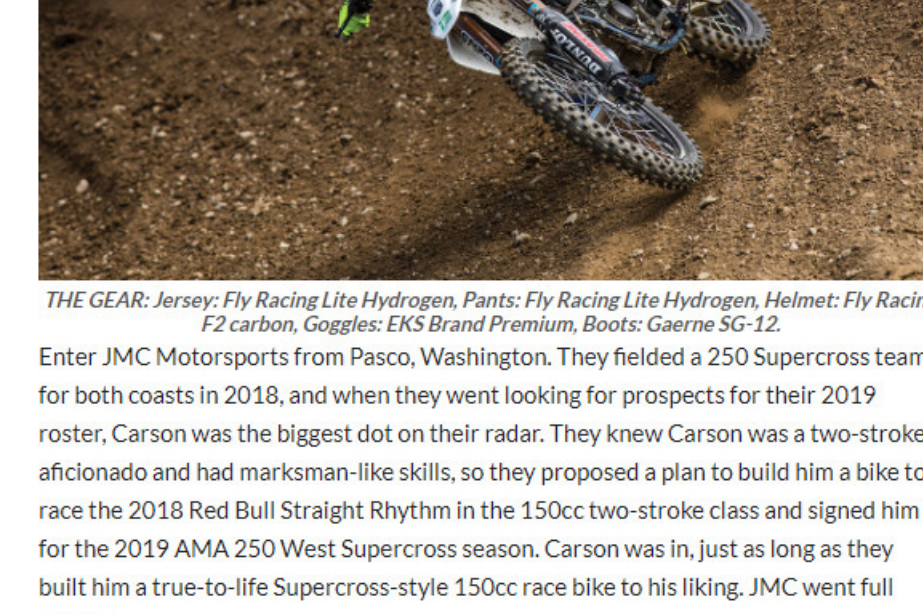 DUNLOP
THE GEAR: Jersey: Fly Racing Lite Hydrogen, Pants: Fly Racing Lite Hydrogen, Helmet: Fly
F2 carbon, Goggles: EKS Brand Premium, Boots: Gaerne SG-12.
Enter JMC Motorsports from Pasco, Washington. They fielded a 250 Supercross team
for both coasts in 2018, and when they went looking for prospects for their 2019
roster, Carson was the biggest dot on their radar. They knew Carson was a two-stroke
aficionado and had marksman-like skills, so they proposed a plan to build him a bike to
race the 2018 Red Bull Straight Rhythm in the 150cc two-stroke class and signed him
for the 2019 AMA 250 West Supercross season. Carson was in, just as long as they
built him a true-to-life Supercross-style 150cc race bike to his liking. JMC went full